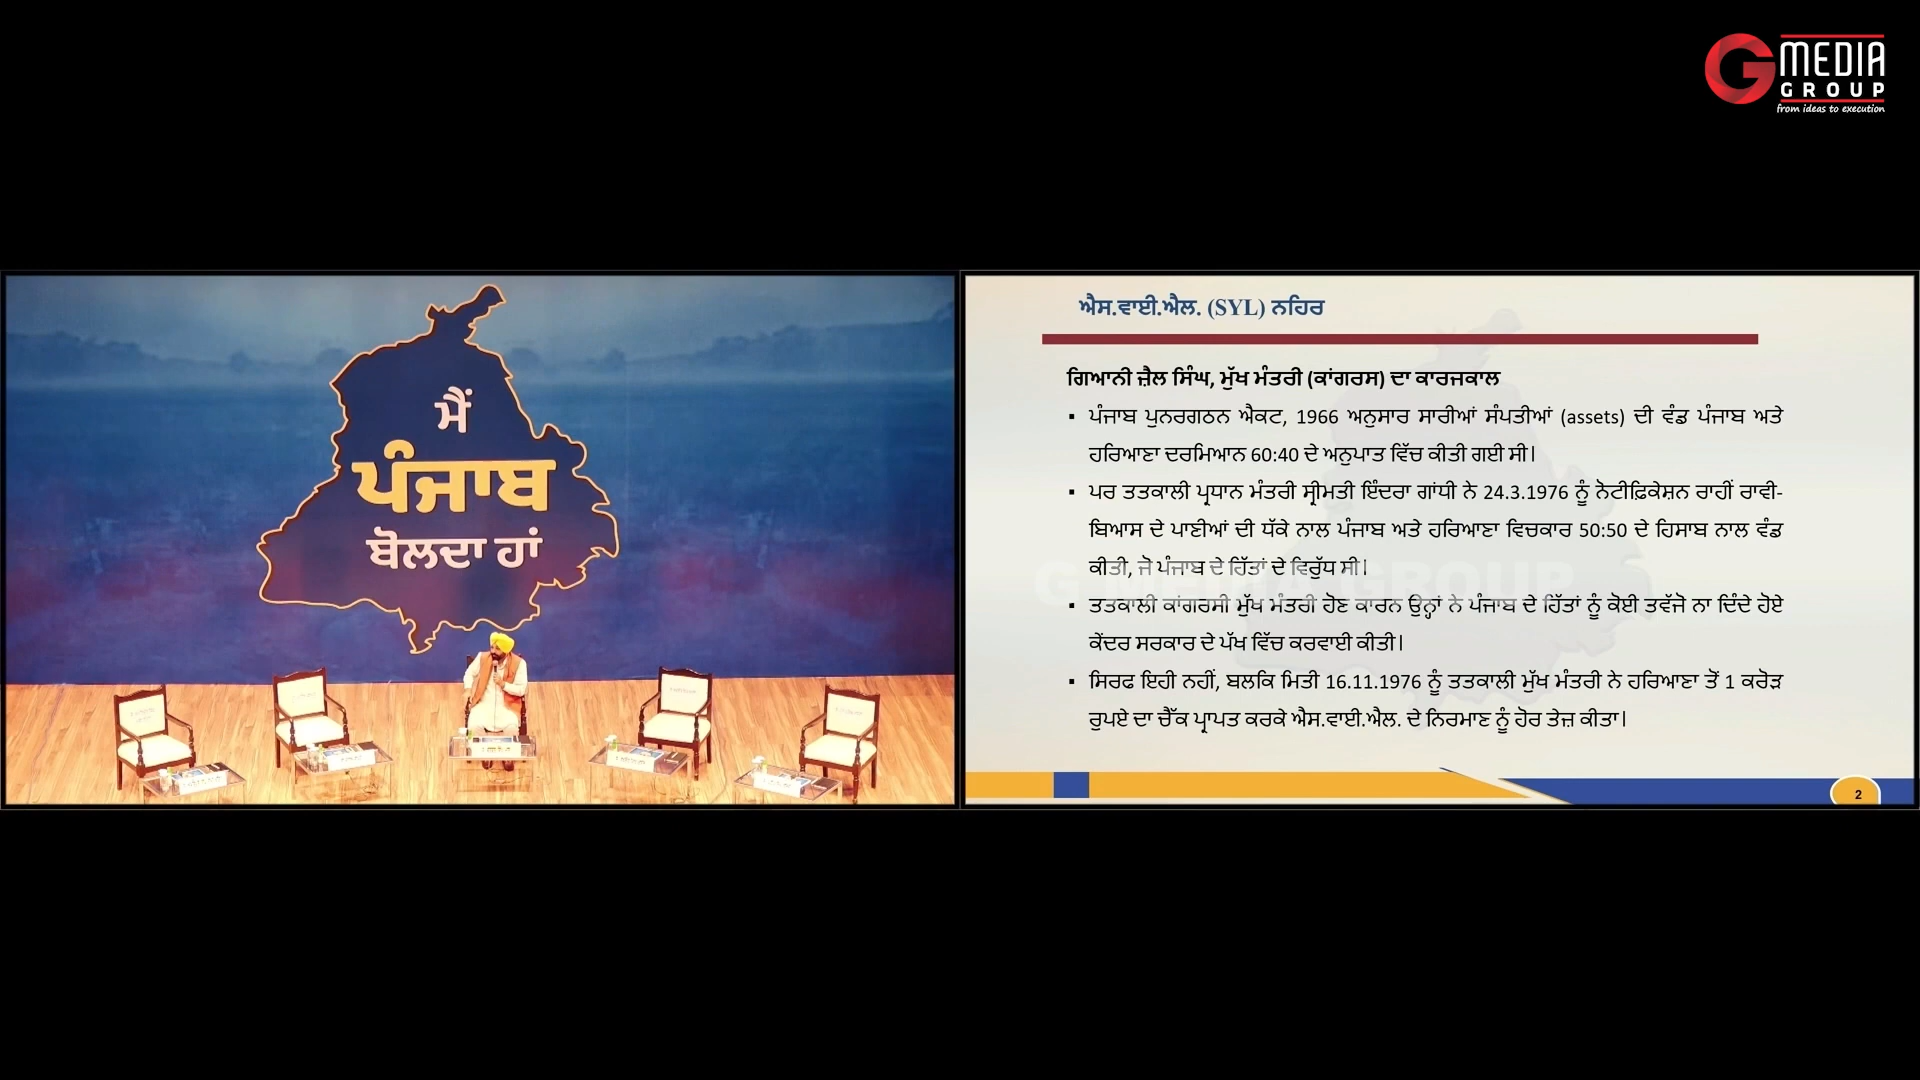 G MEDIA
GROUP
from ideas to execution
ਮੈਂ
ਪੰਜਾਬ
ਬੋਲਦਾ ਹਾਂ
ਐਸ.ਵਾਈ.ਐਲ. (SYL) ਨਹਿਰ
ਗਿਆਨੀ ਜ਼ੈਲ ਸਿੰਘ, ਮੁੱਖ ਮੰਤਰੀ (ਕਾਂਗਰਸ) ਦਾ ਕਾਰਜਕਾਲ
▪ ਪੰਜਾਬ ਪੁਨਰਗਠਨ ਐਕਟ, 1966 ਅਨੁਸਾਰ ਸਾਰੀਆਂ ਸੰਪਤੀਆਂ (assets) ਦੀ ਵੰਡ ਪੰਜਾਬ ਅਤੇ
ਹਰਿਆਣਾ ਦਰਮਿਆਨ 60:40 ਦੇ ਅਨੁਪਾਤ ਵਿੱਚ ਕੀਤੀ ਗਈ ਸੀ।
▪ ਪਰ ਤਤਕਾਲੀ ਪ੍ਰਧਾਨ ਮੰਤਰੀ ਸ੍ਰੀਮਤੀ ਇੰਦਰਾ ਗਾਂਧੀ ਨੇ 24.3.1976 ਨੂੰ ਨੋਟੀਫ਼ਿਕੇਸ਼ਨ ਰਾਹੀਂ ਰਾਵੀ-
ਬਿਆਸ ਦੇ ਪਾਣੀਆਂ ਦੀ ਧੱਕੇ ਨਾਲ ਪੰਜਾਬ ਅਤੇ ਹਰਿਆਣਾ ਵਿਚਕਾਰ 50:50 ਦੇ ਹਿਸਾਬ ਨਾਲ ਵੰਡ
ਕੀਤੀ, ਜੋ ਪੰਜਾਬ ਦੇ ਹਿੱਤਾਂ ਦੇ ਵਿਰੁੱਧ ਸੀ।
G MEDIA GROUP
▪ ਤਤਕਾਲੀ ਕਾਂਗਰਸੀ ਮੁੱਖ ਮੰਤਰੀ ਹੋਣ ਕਾਰਨ ਉਨ੍ਹਾਂ ਨੇ ਪੰਜਾਬ ਦੇ ਹਿੱਤਾਂ ਨੂੰ ਕੋਈ ਤਵੱਜੋ ਨਾ ਦਿੰਦੇ ਹੋਏ
ਕੇਂਦਰ ਸਰਕਾਰ ਦੇ ਪੱਖ ਵਿੱਚ ਕਰਵਾਈ ਕੀਤੀ।
▪ ਸਿਰਫ ਇਹੀ ਨਹੀਂ, ਬਲਕਿ ਮਿਤੀ 16.11.1976 ਨੂੰ ਤਤਕਾਲੀ ਮੁੱਖ ਮੰਤਰੀ ਨੇ ਹਰਿਆਣਾ ਤੋਂ 1 ਕਰੋੜ
ਰੁਪਏ ਦਾ ਚੈੱਕ ਪ੍ਰਾਪਤ ਕਰਕੇ ਐਸ.ਵਾਈ.ਐਲ. ਦੇ ਨਿਰਮਾਣ ਨੂੰ ਹੋਰ ਤੇਜ਼ ਕੀਤਾ।
2